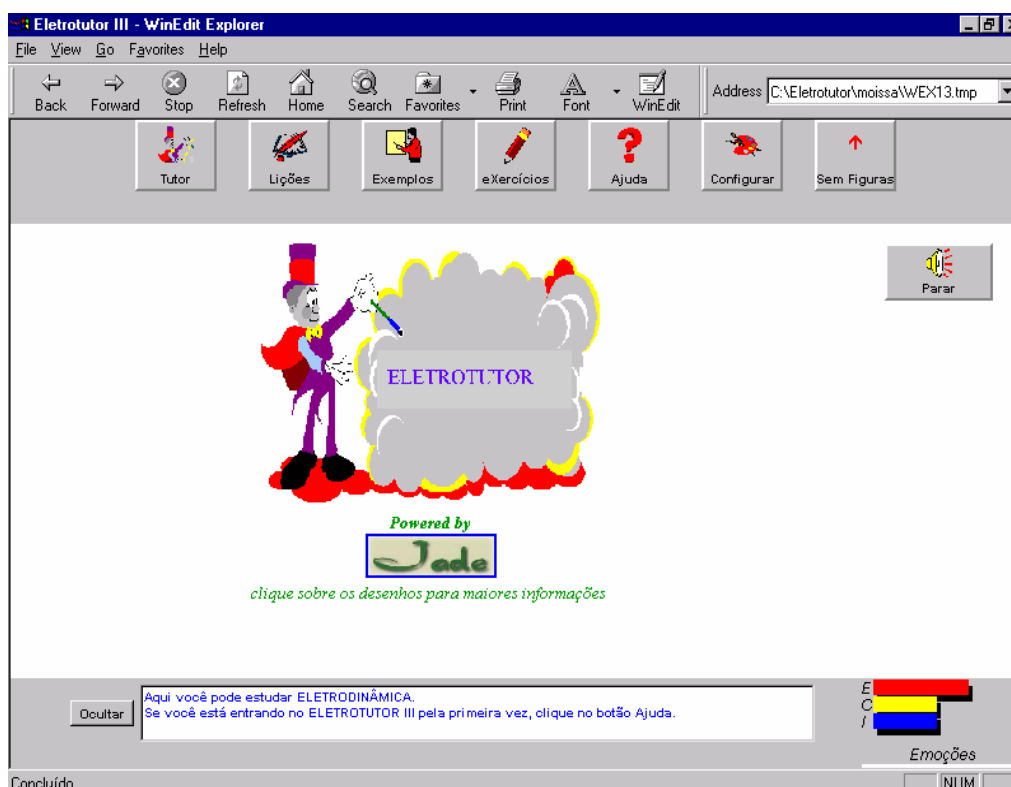 Eletrotutor III - WinEdit Explorer
File View Go Favorites Help
Back Forward Stop Refresh Home Search Favorites Print Font WinEdit Address C:\Eletrotutor\moissa\WEX13.tmp
Tutor Lições Exemplos eXercícios Ajuda Configurar Sem Figuras
Parar
ELETROTUTOR
Powered by
Jade
clique sobre os desenhos para maiores informações
Aqui você pode estudar ELETRODINÂMICA.
Se você está entrando no ELETROTUTOR III pela primeira vez, clique no botão Ajuda.
Ocultar
E
C
I
Emoções
Concluído NUM